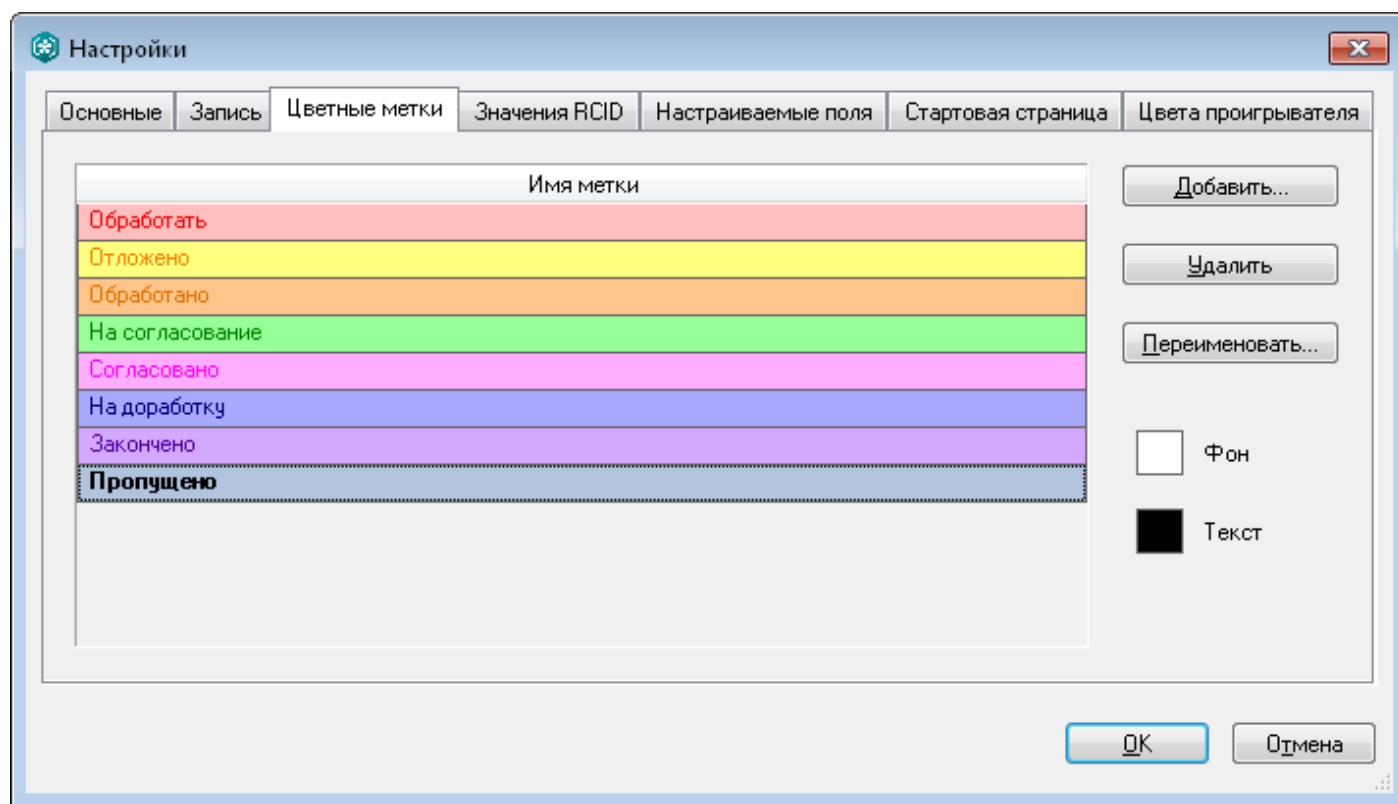 Настройки
Основные Запись Цветные метки Значения RCID Настраиваемые поля Стартовая страница Цвета проигрывателя
Имя метки
Добавить...
Обработать
Отложено
Удалить
Обработано
На согласование
Переименовать...
Согласовано
На доработку
Закончено
Фон
Пропущено
Текст
OK Отмена